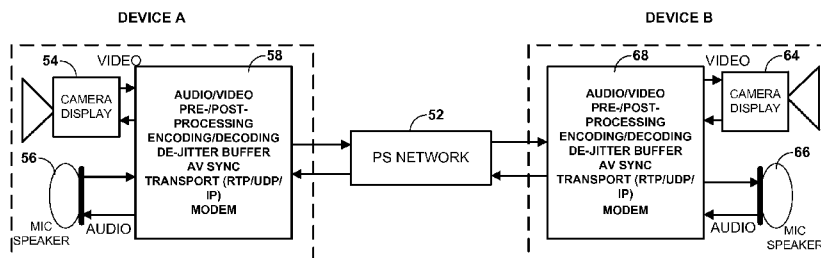 DEVICE A
DEVICE B
54
VIDEO
58
CAMERA
DISPLAY
56
MIC
SPEAKER
AUDIO
AUDIO/VIDEO
PRE-/POST-
PROCESSING
ENCODING/DECODING
DE-JITTER BUFFER
AV SYNC
TRANSPORT (RTP/UDP/
IP)
MODEM
52
PS NETWORK
68
AUDIO/VIDEO
PRE-/POST-
PROCESSING
ENCODING/DECODING
DE-JITTER BUFFER
AV SYNC
TRANSPORT (RTP/UDP/
IP)
MODEM
VIDEO
64
CAMERA
DISPLAY
66
AUDIO
MIC
SPEAKER